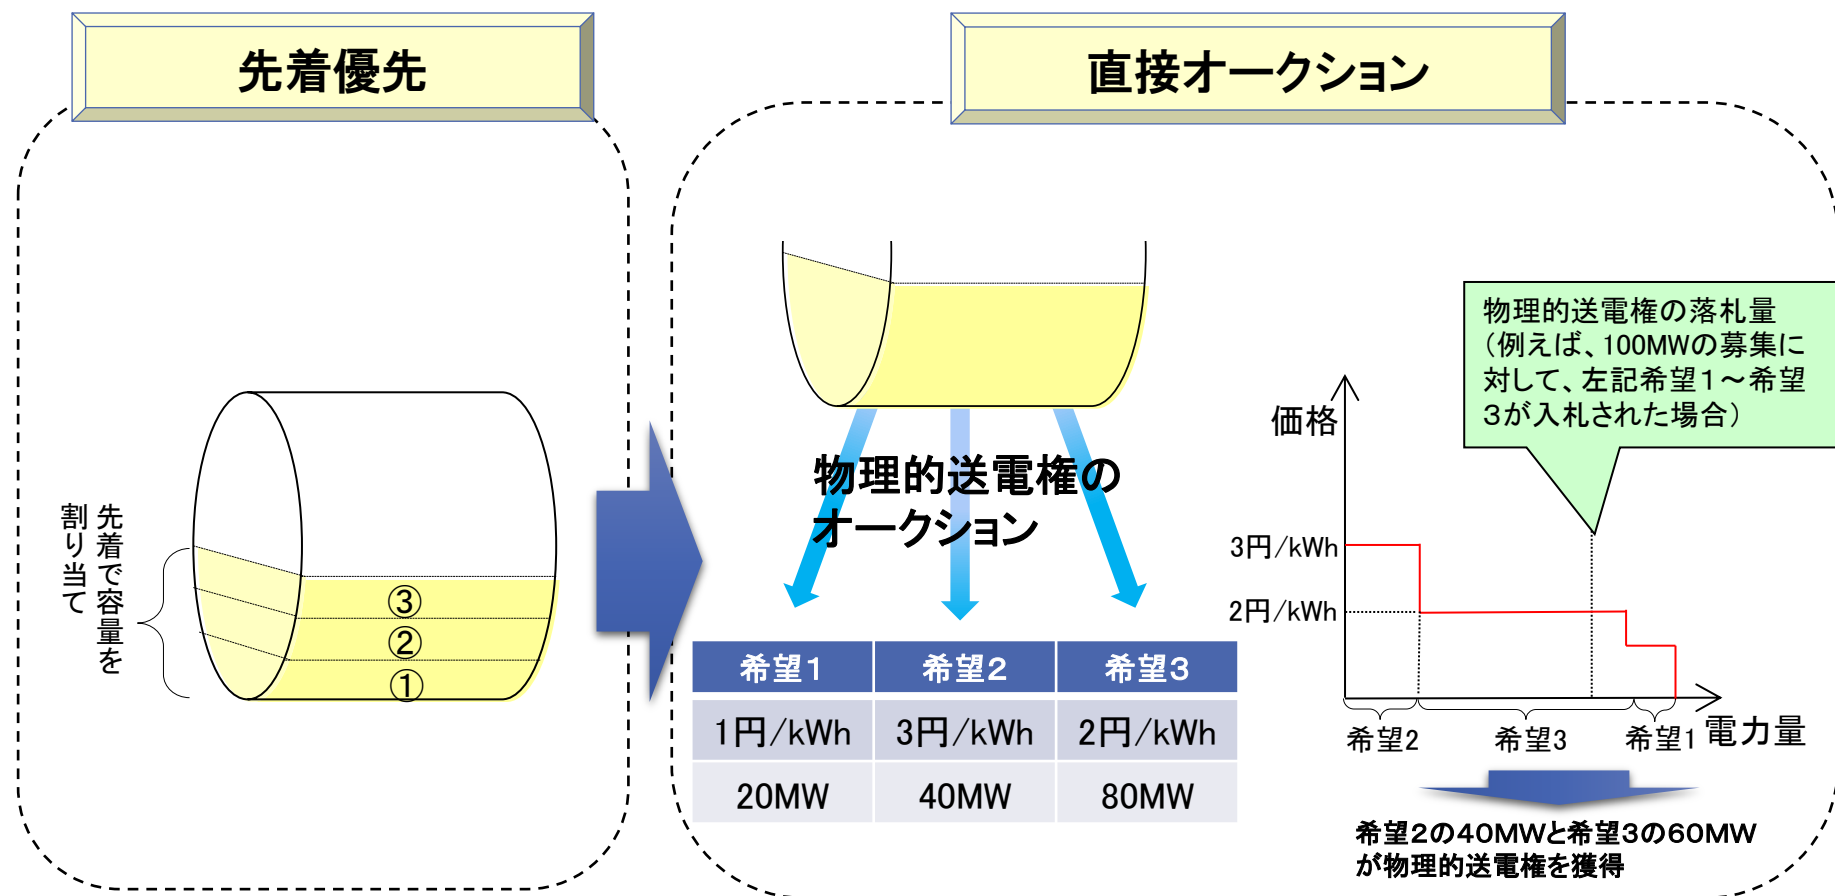 先着優先
先着で容量を
割り当て
③
②
①
直接オークション
物理的送電権の
オークション
希望1 希望2 希望3
1円/kWh 3円/kWh 2円/kWh
20MW 40MW 80MW
物理的送電権の落札量
(例えば、100MWの募集に
対して、左記希望1～希望
3が入札された場合)
価格
3円/kWh
2円/kWh
希望2 希望3 希望1 電力量
希望2の40MWと希望3の60MW
が物理的送電権を獲得